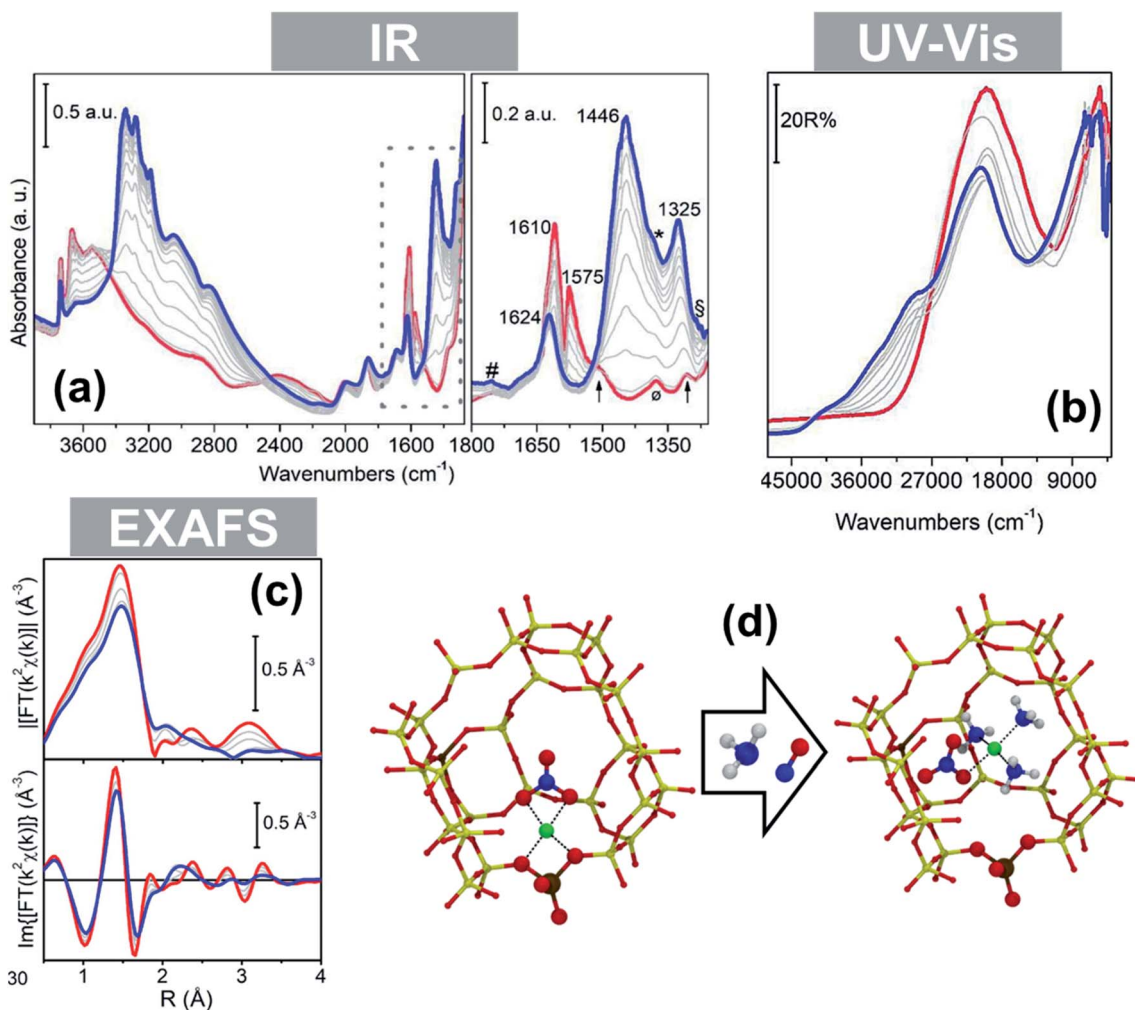 IR
UV-Vis
0.5 a.u.
0.2 a.u.
1446
1610
1575
1624
1325
*
#
ø
§
Absorbance (a. u.)
(a)
3600 3200 2800 2400 2000 1600 1200
1800 1650 1500 1350
Wavenumbers (cm-1)
20R%
(b)
45000 36000 27000 18000 9000
Wavenumbers (cm-1)
EXAFS
(c)
|[FT(k2χ(k)]| (Å-3)
0.5 Å-3
Im{[FT(k2χ(k)]} (Å-3)
0.5 Å-3
30
1 2 3 4
R (Å)
(d)